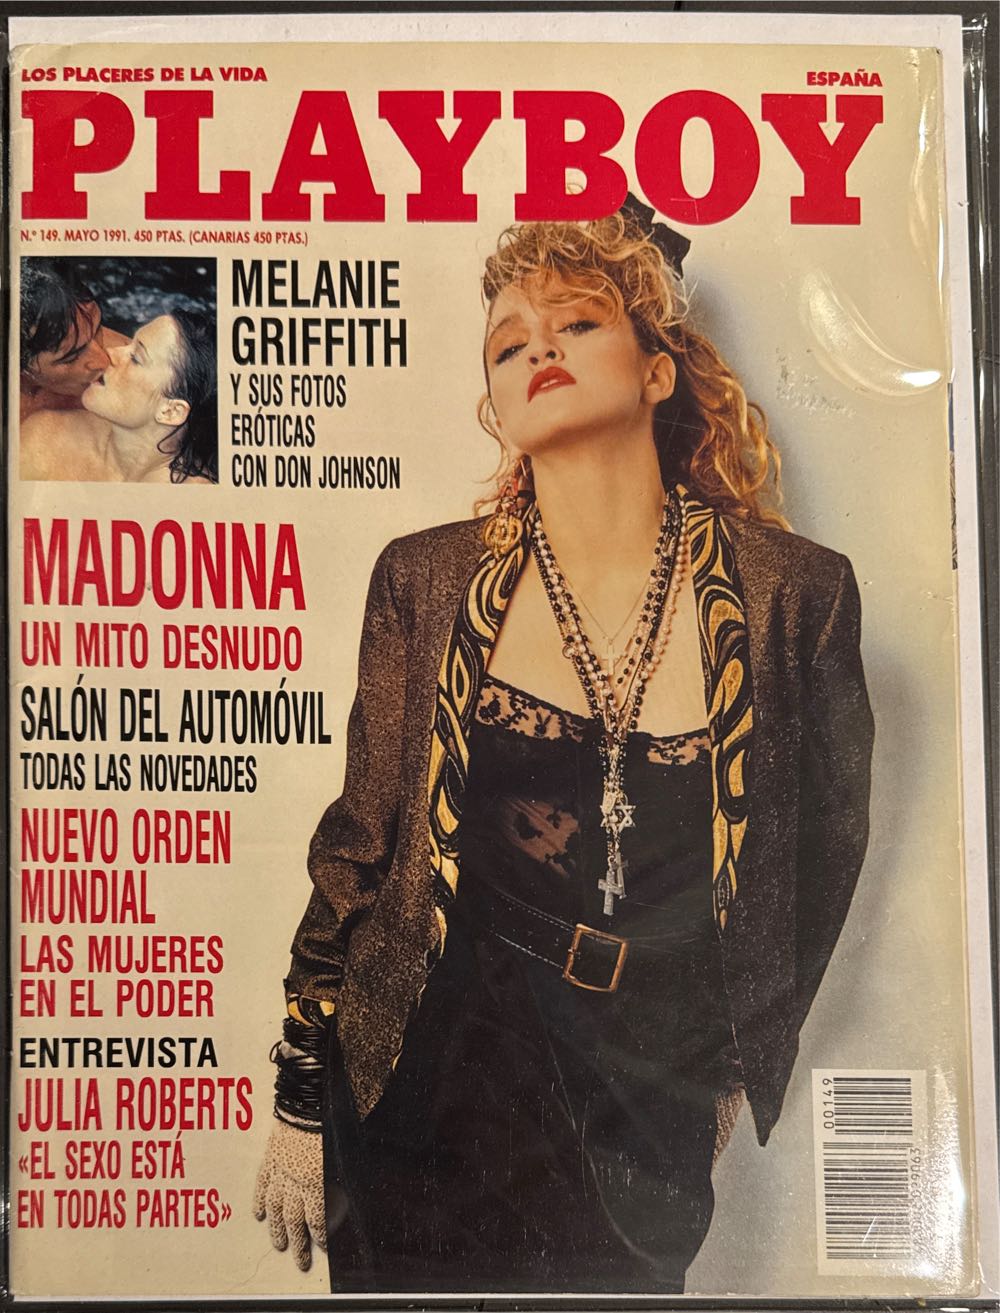 LOS PLACERES DE LA VIDA
ESPAÑA
PLAYBOY
N.º 149. MAYO 1991. 450 PTAS. (CANARIAS 450 PTAS.)
MELANIE
GRIFFITH
Y SUS FOTOS
ERÓTICAS
CON DON JOHNSON
MADONNA
UN MITO DESNUDO
SALÓN DEL AUTOMÓVIL
TODAS LAS NOVEDADES
NUEVO ORDEN
MUNDIAL
LAS MUJERES
EN EL PODER
ENTREVISTA
JULIA ROBERTS
«EL SEXO ESTÁ
EN TODAS PARTES»
00149